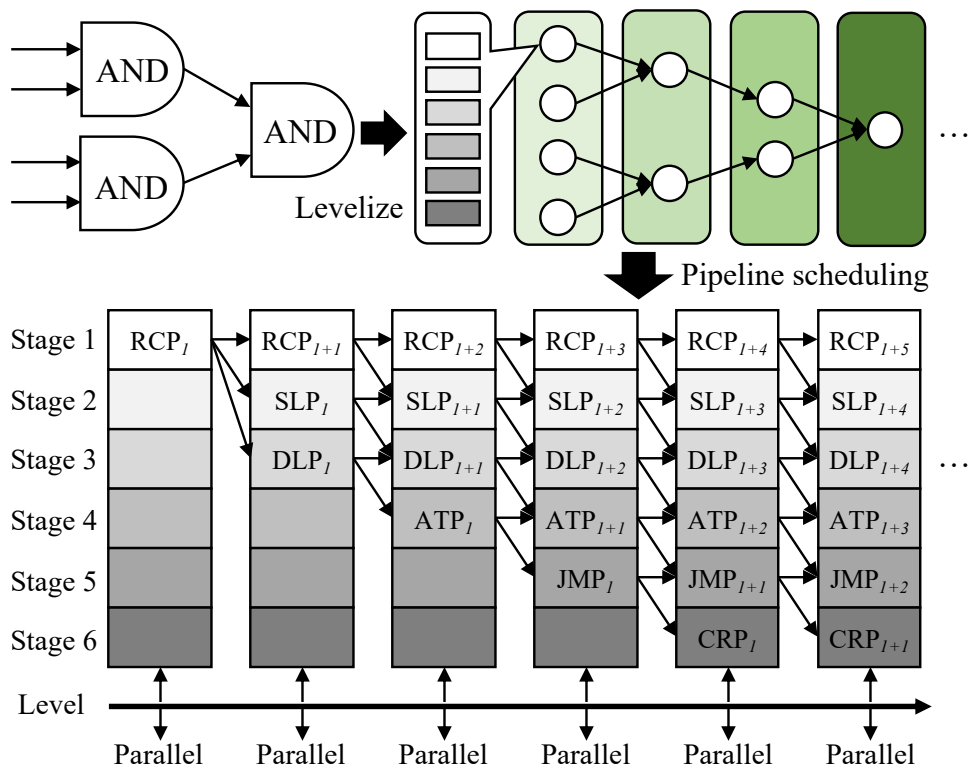 AND
AND
AND
Levelize
…
Pipeline scheduling
Stage 1 RCP1 RCP1+1 RCP1+2 RCP1+3 RCP1+4 RCP1+5
Stage 2 SLP1 SLP1+1 SLP1+2 SLP1+3 SLP1+4
Stage 3 DLP1 DLP1+1 DLP1+2 DLP1+3 DLP1+4 …
Stage 4 ATP1 ATP1+1 ATP1+2 ATP1+3
Stage 5 JMP1 JMP1+1 JMP1+2
Stage 6 CRP1 CRP1+1
Level
Parallel Parallel Parallel Parallel Parallel Parallel